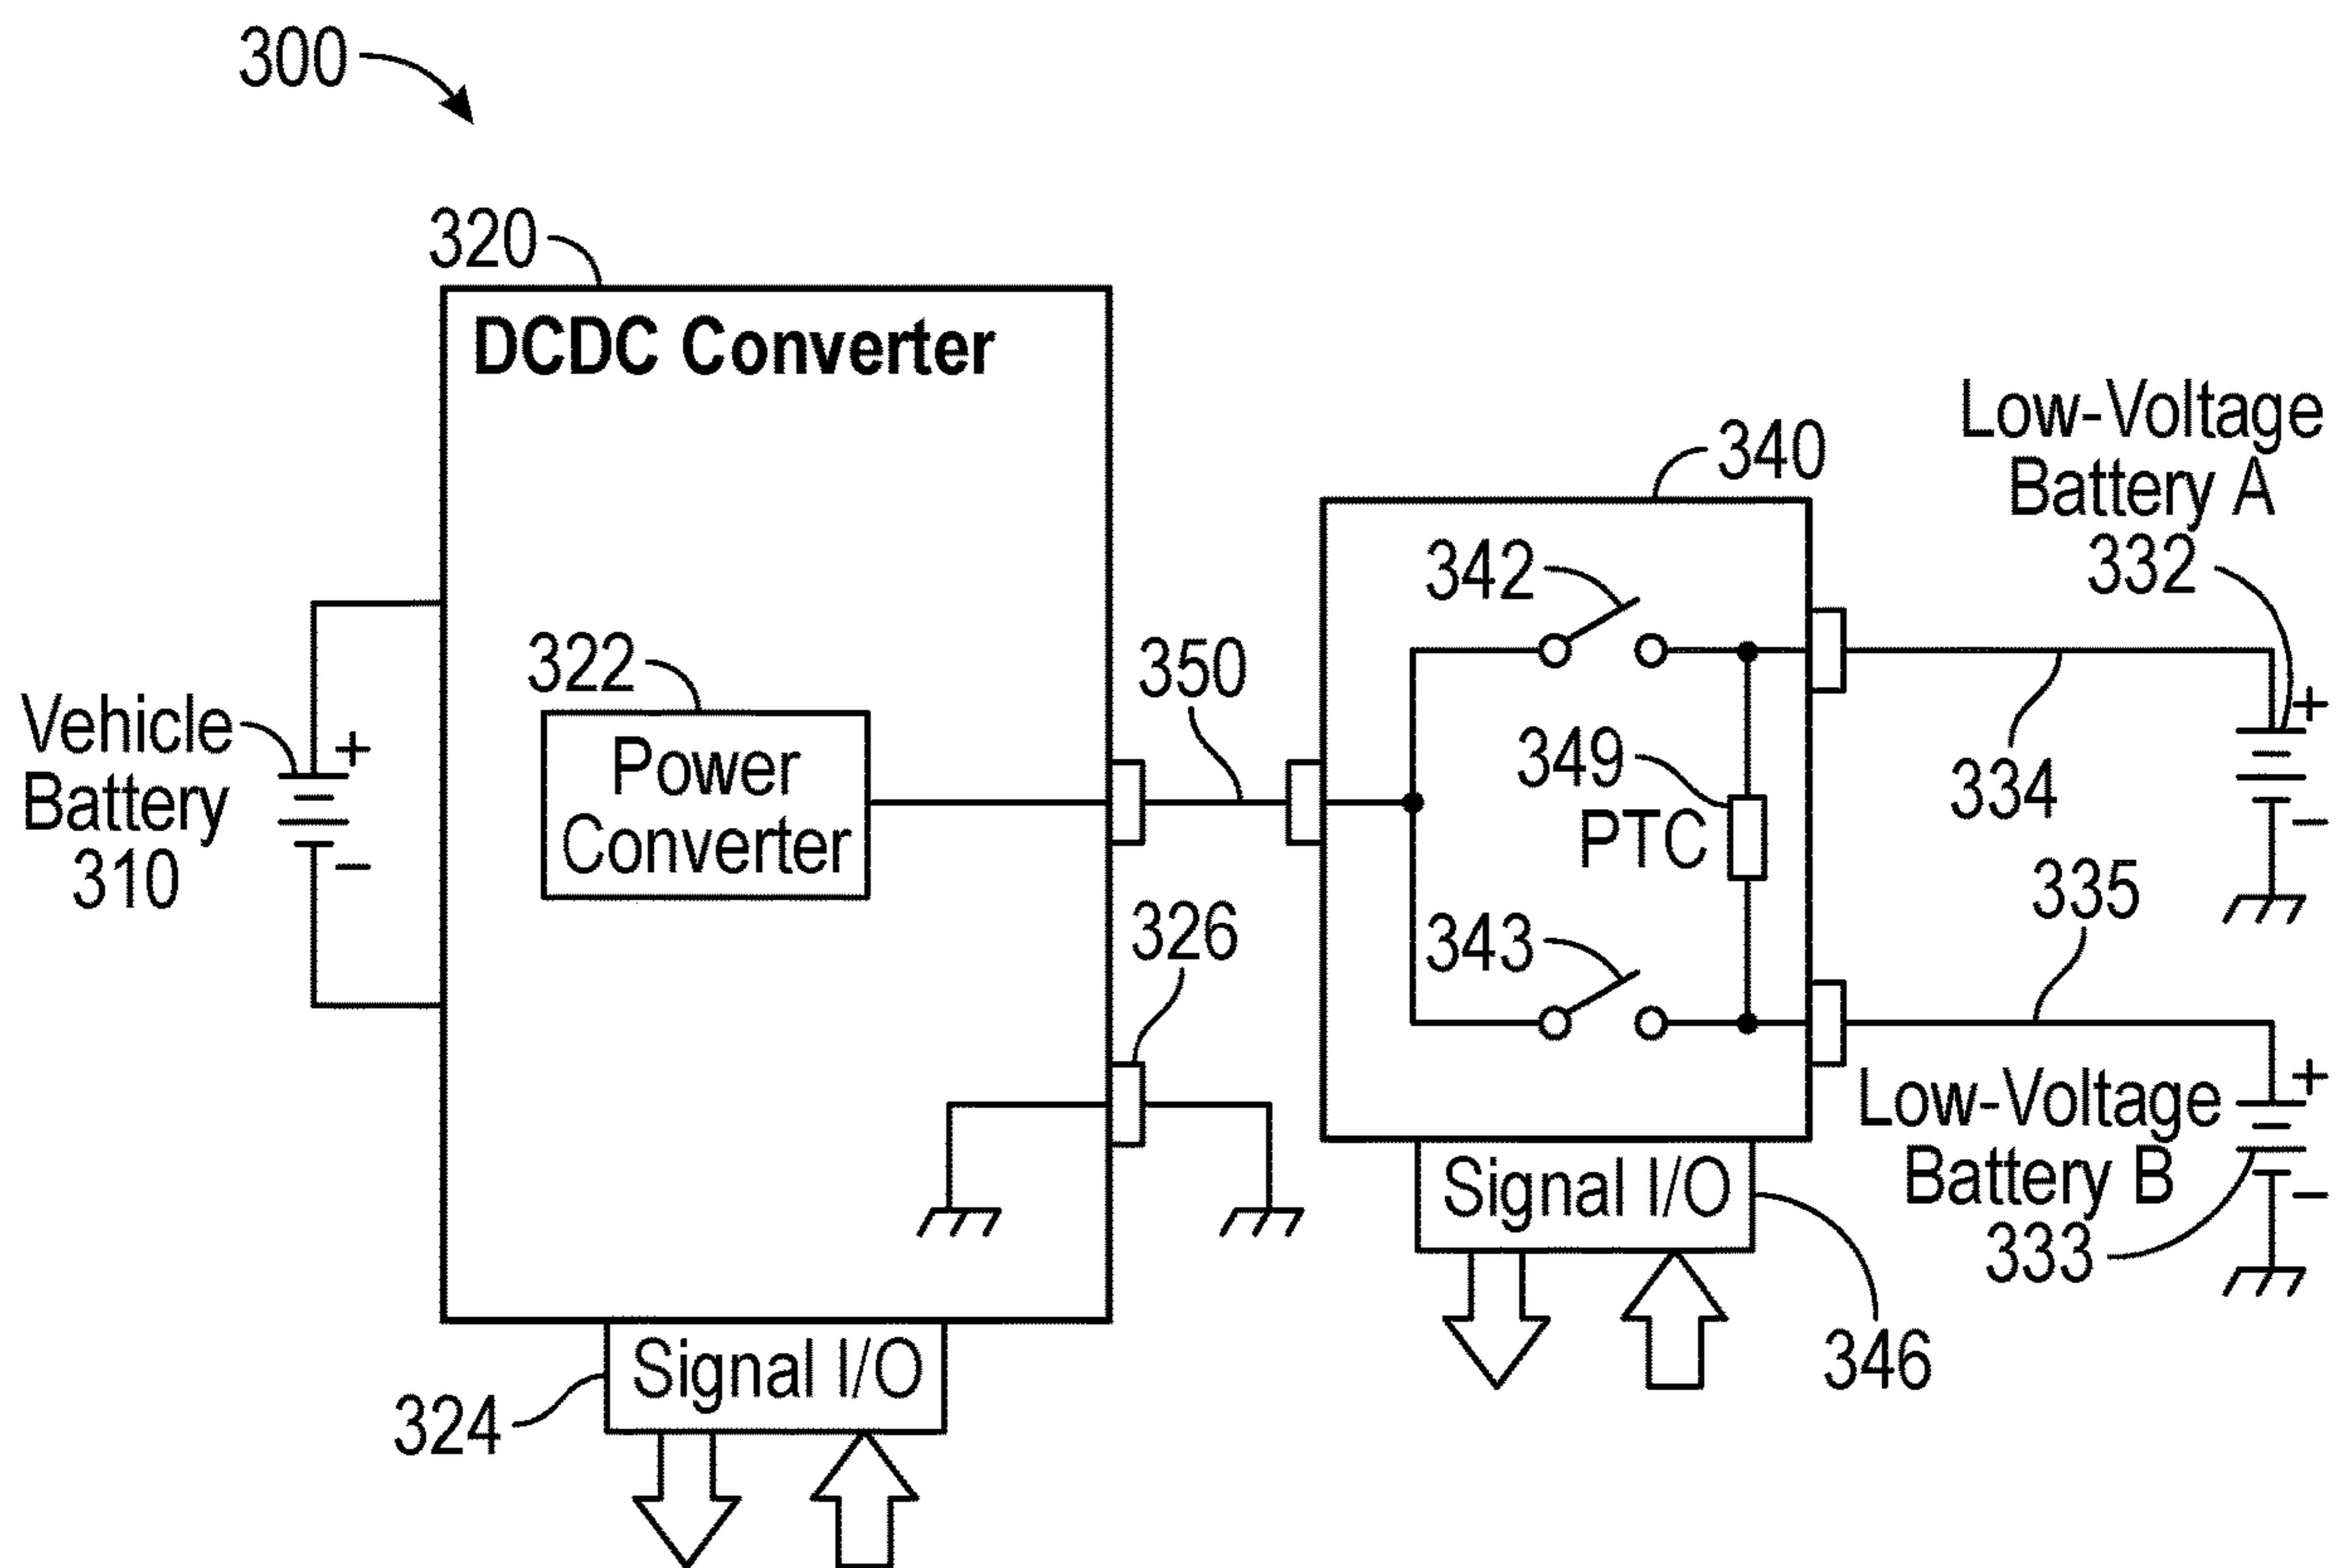 300
320
DCDC Converter
Low-Voltage
Battery A
332
340
342
322
350
Vehicle
Battery
310
Power
Converter
349
PTC
334
335
326
343
Low-Voltage
Battery B
333
Signal I/O
346
Signal I/O
324
+
−
+
−
+
−